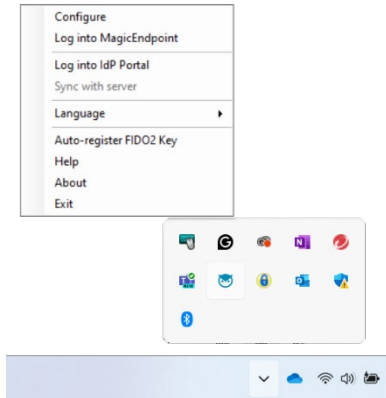 Configure
Log into MagicEndpoint
Log into IdP Portal
Sync with server
Language
Auto-register FIDO2 Key
Help
About
Exit